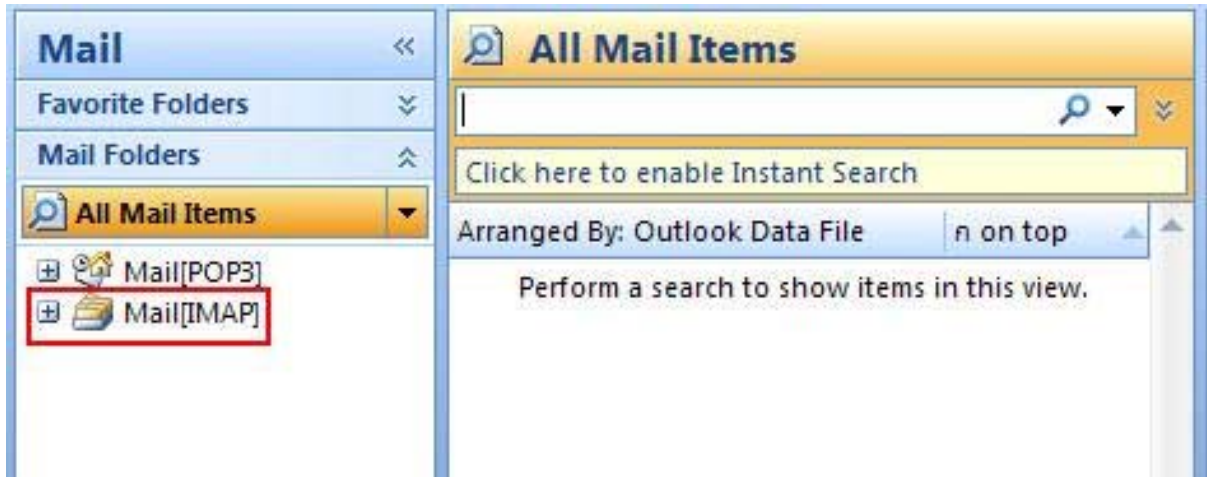 Mail
Favorite Folders
Mail Folders
All Mail Items
Mail[POP3]
Mail[IMAP]
All Mail Items
Click here to enable Instant Search
Arranged By: Outlook Data File ก on top
Perform a search to show items in this view.